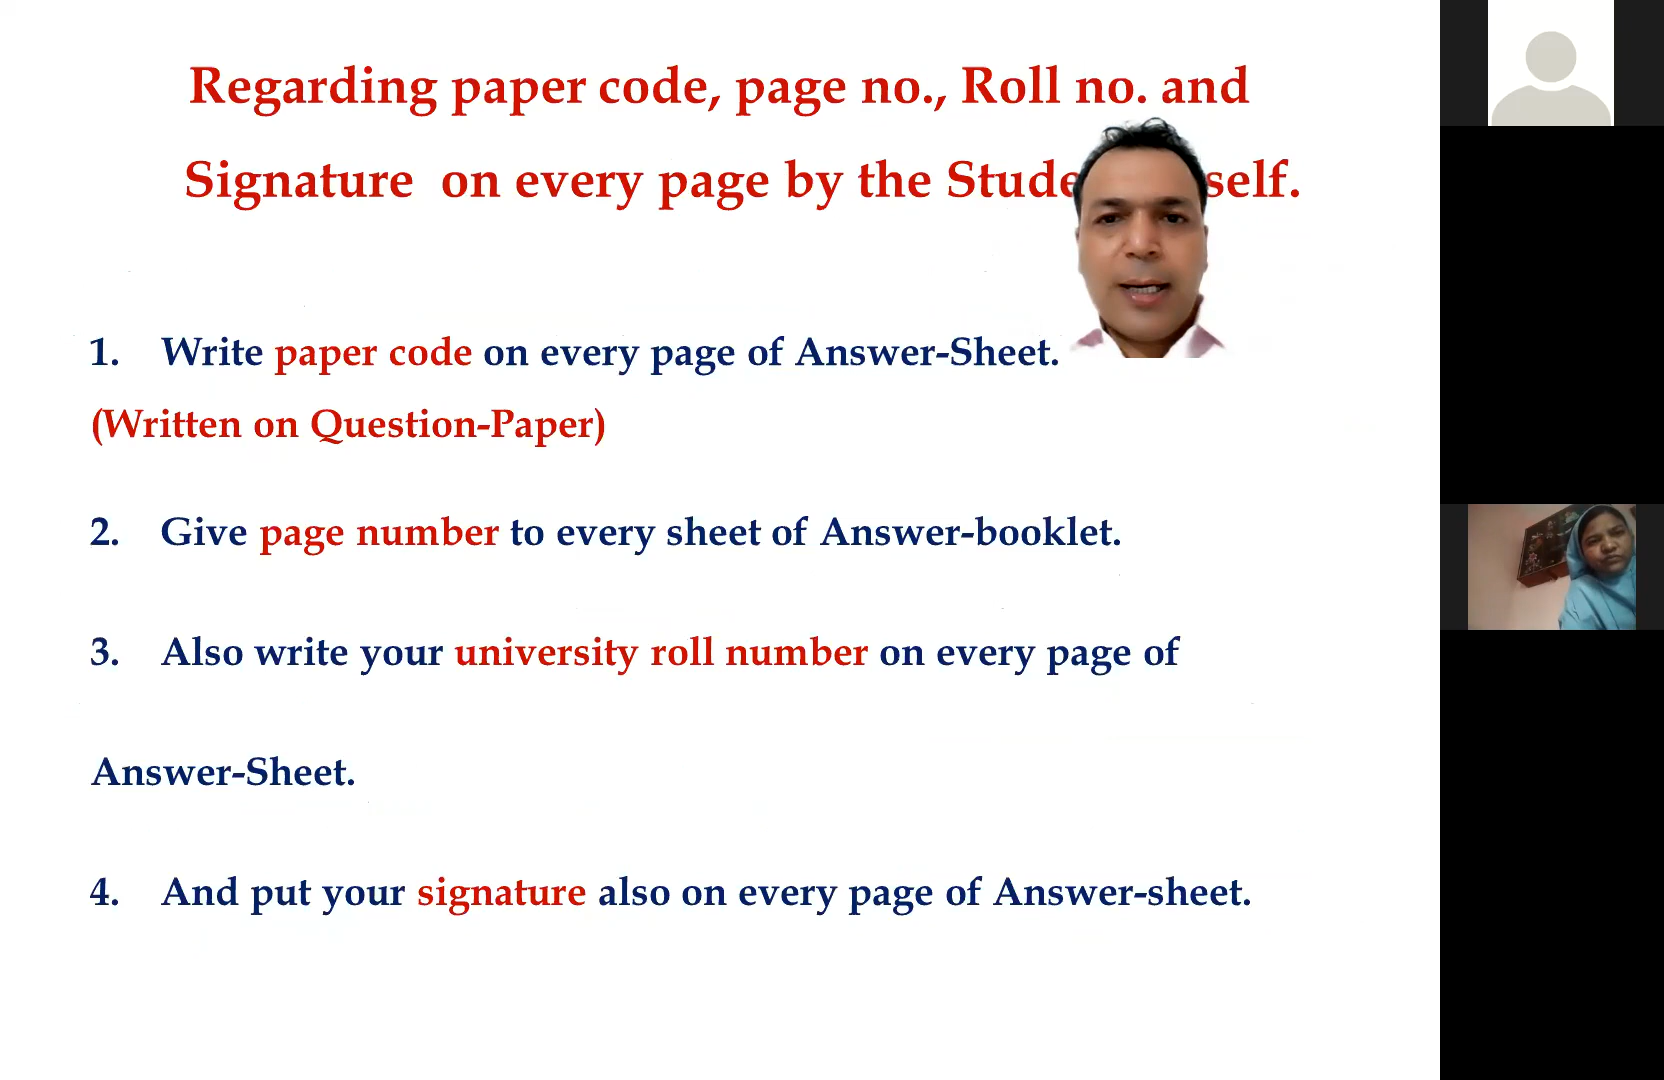 Regarding paper code, page no., Roll no. and
Signature on every page by the self.
1. Write paper code on every page of Answer-Sheet.
(Written on Question-Paper)
2. Give page number to every sheet of Answer-booklet.
3. Also write your university roll number on every page of
Answer-Sheet.
4. And put your signature also on every page of Answer-sheet.